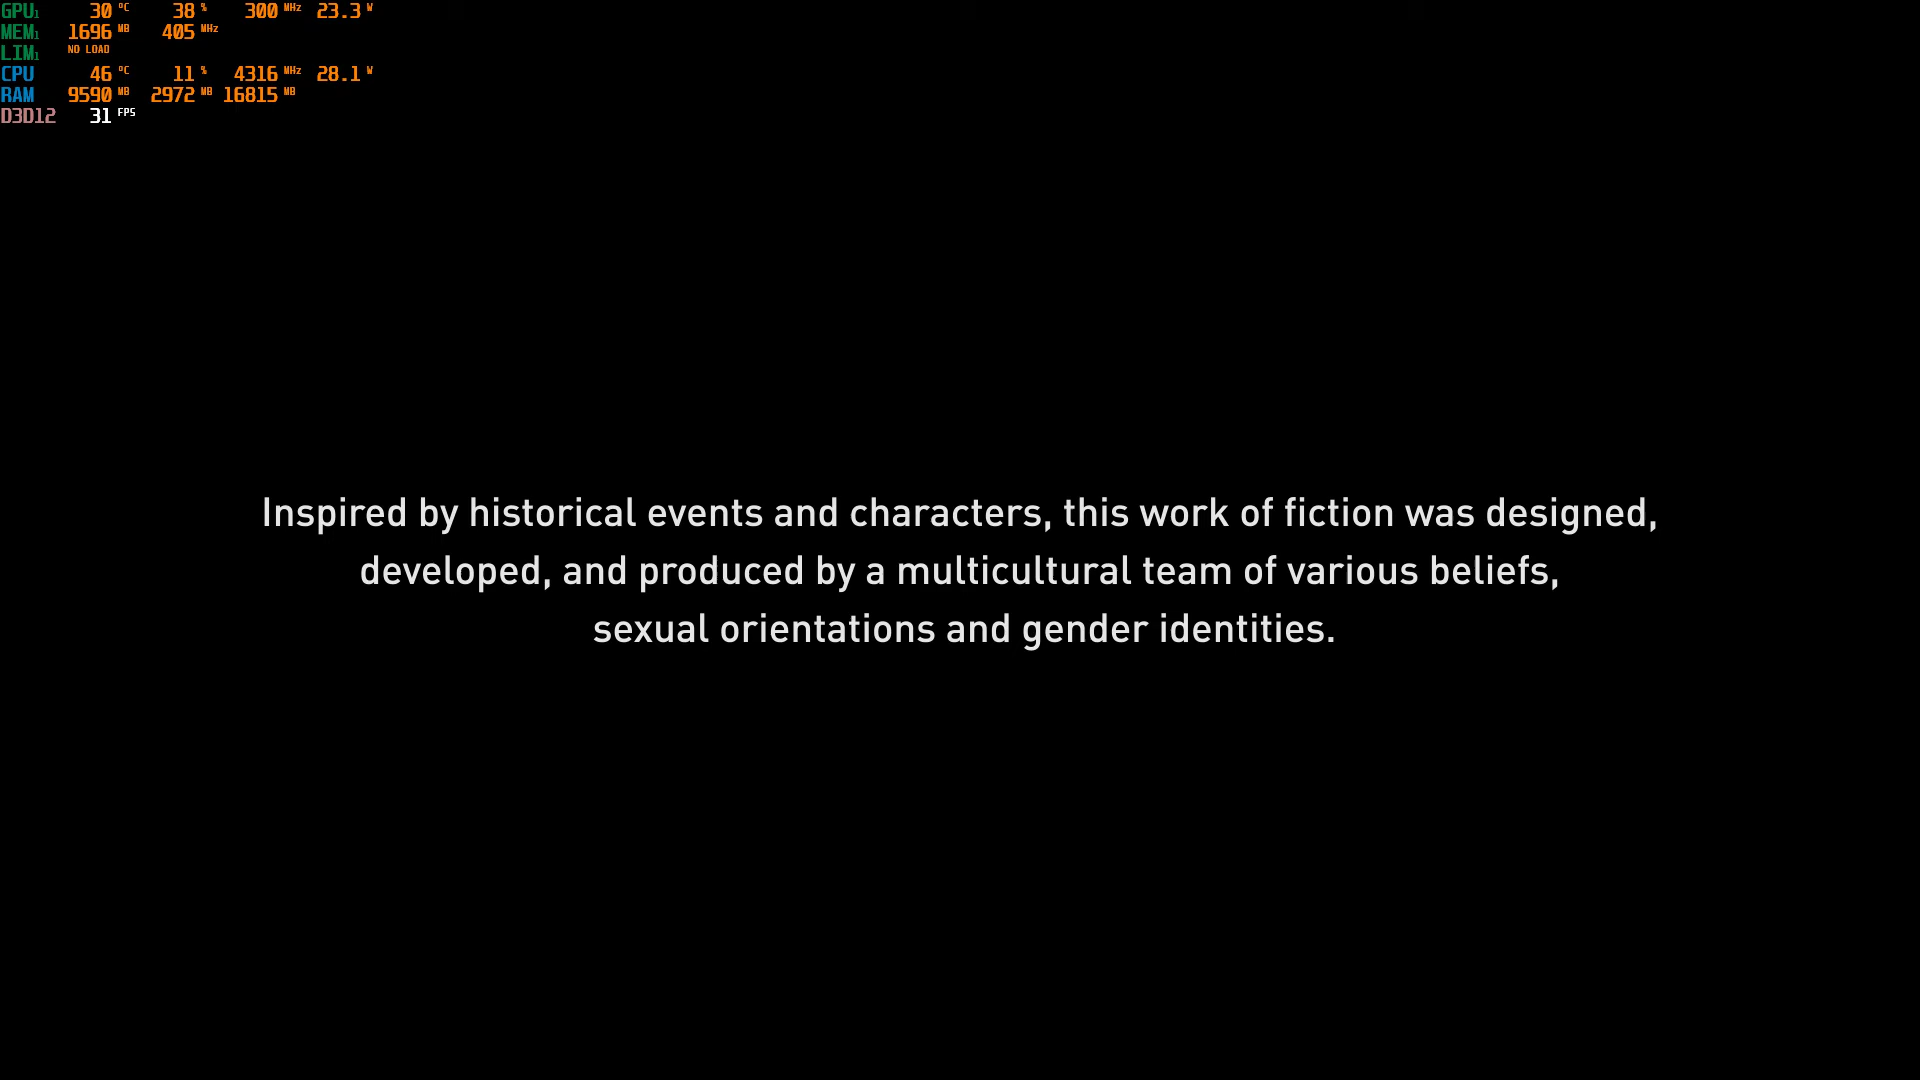 GPU1 30 °C 38 % 300 MHz 23.3 W
MEM1 1696 MB 405 MHz
LIM1 NO LOAD
CPU 46 °C 11 % 4316 MHz 28.1 W
RAM 9590 MB 2972 MB 16815 MB
D3D12 31 FPS
Inspired by historical events and characters, this work of fiction was designed,
developed, and produced by a multicultural team of various beliefs,
sexual orientations and gender identities.